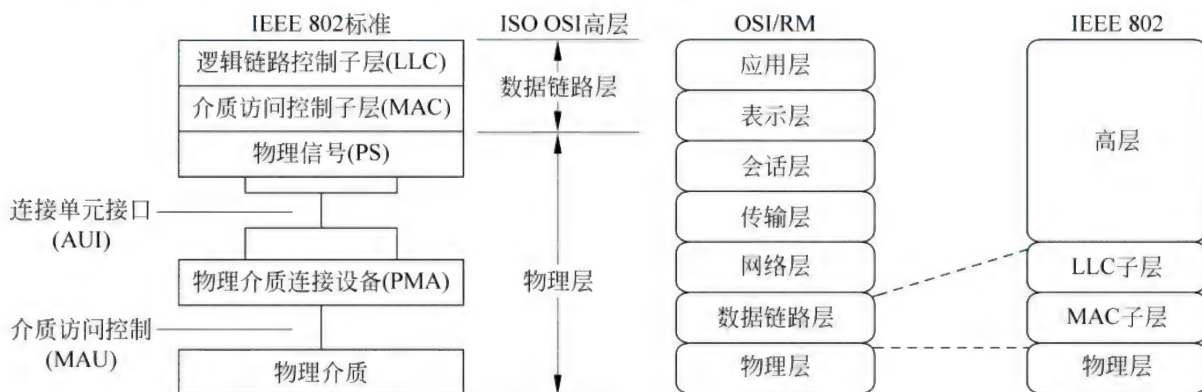 IEEE 802标准
ISO OSI高层
OSI/RM
IEEE 802
逻辑链路控制子层(LLC)
介质访问控制子层(MAC)
物理信号(PS)
连接单元接口
(AUI)
物理介质连接设备(PMA)
介质访问控制
(MAU)
物理介质
数据链路层
物理层
应用层
表示层
会话层
传输层
网络层
数据链路层
物理层
高层
LLC子层
MAC子层
物理层